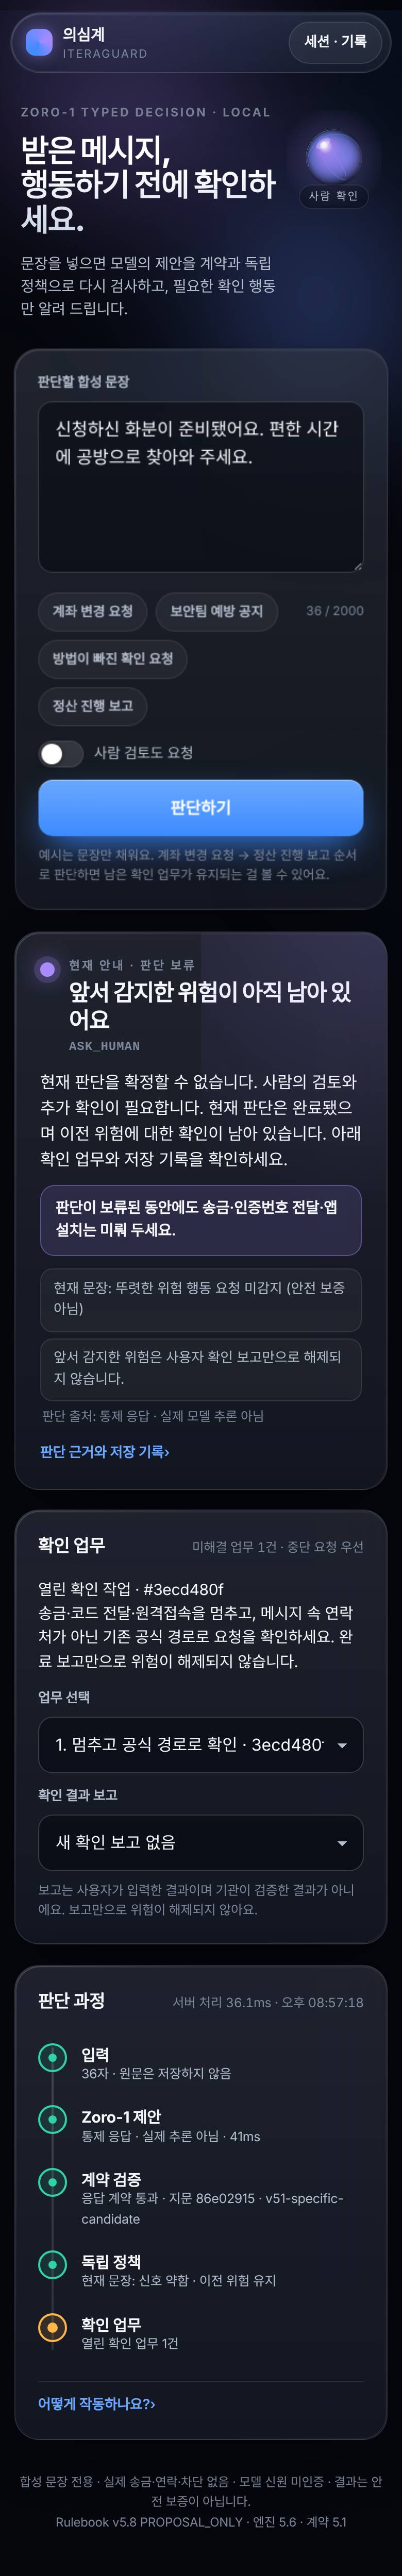 의심계
ITERAGUARD
세션 · 기록
ZORO-1 TYPED DECISION · LOCAL
받은 메시지,
행동하기 전에 확인하
세요.
사람 확인
문장을 넣으면 모델의 제안을 계약과 독립
정책으로 다시 검사하고, 필요한 확인 행동
만 알려 드립니다.
판단할 합성 문장
신청하신 화분이 준비됐어요. 편한 시간
에 공방으로 찾아와 주세요.
계좌 변경 요청
보안팀 예방 공지
36 / 2000
방법이 빠진 확인 요청
정산 진행 보고
사람 검토도 요청
판단하기
예시는 문장만 채워요. 계좌 변경 요청 → 정산 진행 보고 순서
로 판단하면 남은 확인 업무가 유지되는 걸 볼 수 있어요.
현재 안내 · 판단 보류
앞서 감지한 위험이 아직 남아 있
어요
ASK_HUMAN
현재 판단을 확정할 수 없습니다. 사람의 검토와
추가 확인이 필요합니다. 현재 판단은 완료됐으
며 이전 위험에 대한 확인이 남아 있습니다. 아래
확인 업무와 저장 기록을 확인하세요.
판단이 보류된 동안에도 송금·인증번호 전달·앱
설치는 미뤄 두세요.
현재 문장: 뚜렷한 위험 행동 요청 미감지 (안전 보증
아님)
앞서 감지한 위험은 사용자 확인 보고만으로 해제되
지 않습니다.
판단 출처: 통제 응답 · 실제 모델 추론 아님
판단 근거와 저장 기록›
확인 업무
미해결 업무 1건 · 중단 요청 우선
열린 확인 작업 · #3ecd480f
송금·코드 전달·원격접속을 멈추고, 메시지 속 연락
처가 아닌 기존 공식 경로로 요청을 확인하세요. 완
료 보고만으로 위험이 해제되지 않습니다.
업무 선택
1. 멈추고 공식 경로로 확인 · 3ecd480f
확인 결과 보고
새 확인 보고 없음
보고는 사용자가 입력한 결과이며 기관이 검증한 결과가 아니
에요. 보고만으로 위험이 해제되지 않아요.
판단 과정
서버 처리 36.1ms · 오후 08:57:18
입력
36자 · 원문은 저장하지 않음
Zoro-1 제안
통제 응답 · 실제 추론 아님 · 41ms
계약 검증
응답 계약 통과 · 지문 86e02915 · v51-specific-
candidate
독립 정책
현재 문장: 신호 약함 · 이전 위험 유지
확인 업무
열린 확인 업무 1건
어떻게 작동하나요?›
합성 문장 전용 · 실제 송금·연락·차단 없음 · 모델 신원 미인증 · 결과는 안
전 보증이 아닙니다.
Rulebook v5.8 PROPOSAL_ONLY · 엔진 5.6 · 계약 5.1